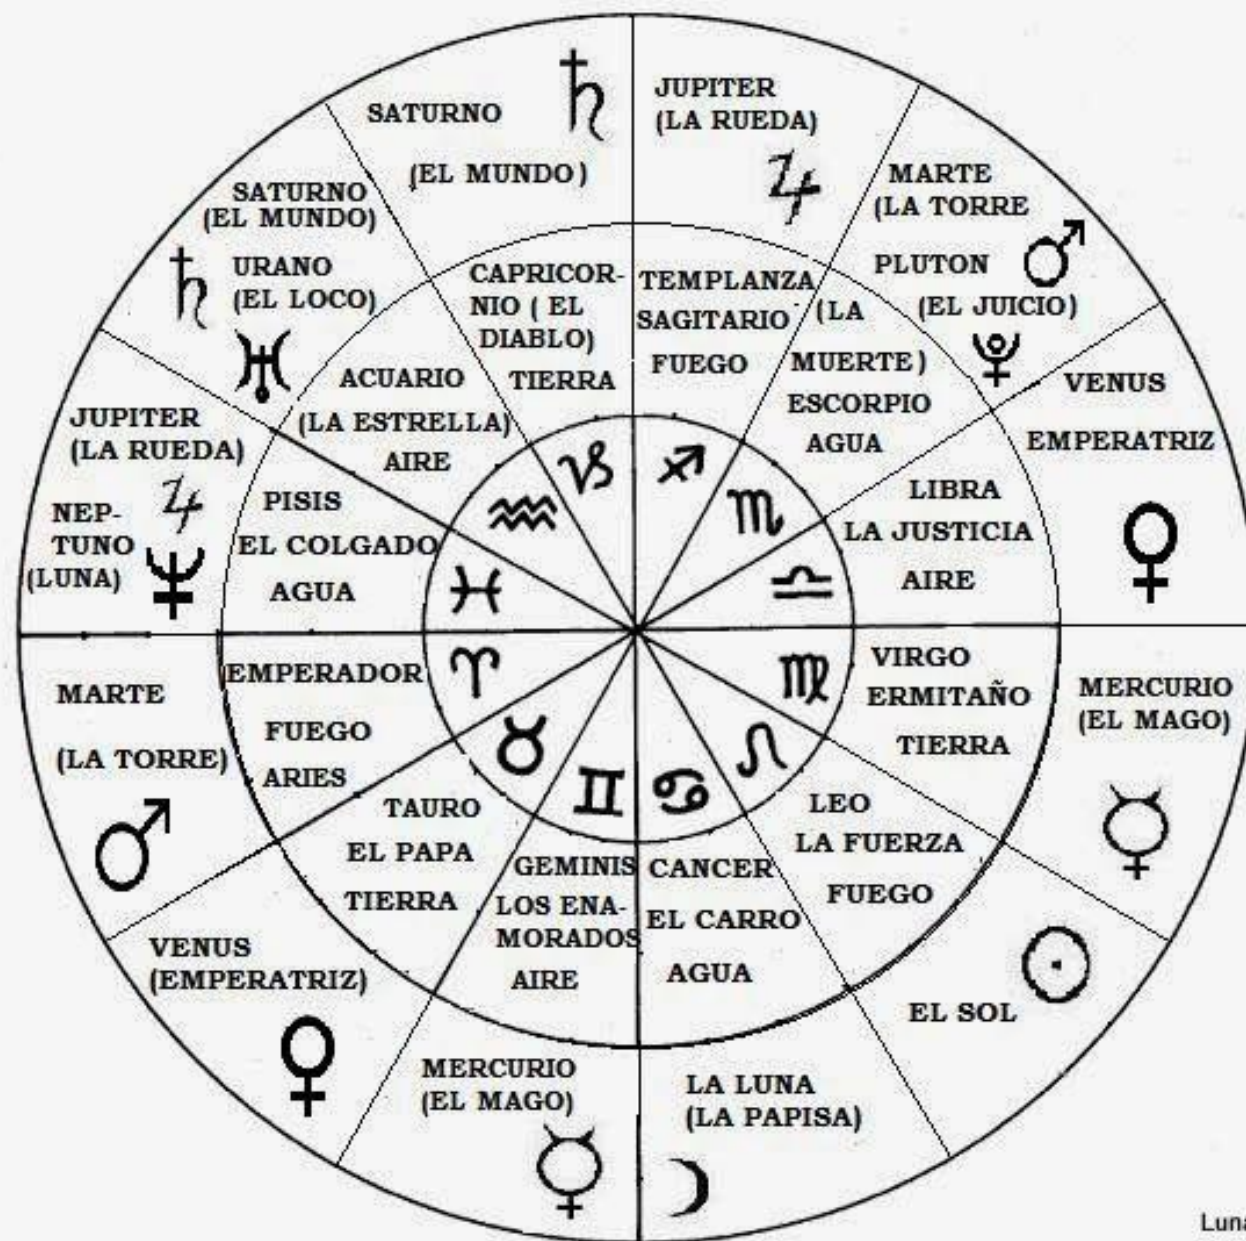 SATURNO
(EL MUNDO)
JUPITER
(LA RUEDA)
MARTE
(LA TORRE
PLUTON
(EL JUICIO)
VENUS
EMPERATRIZ
MERCURIO
(EL MAGO)
EL SOL
LA LUNA
(LA PAPISA)
MERCURIO
(EL MAGO)
VENUS
(EMPERATRIZ)
MARTE
(LA TORRE)
JUPITER
(LA RUEDA)
NEP-
TUNO
(LUNA)
SATURNO
(EL MUNDO)
URANO
(EL LOCO)
CAPRICOR-
NIO ( EL
DIABLO)
TIERRA
TEMPLANZA
SAGITARIO
FUEGO
(LA
MUERTE)
ESCORPIO
AGUA
LIBRA
LA JUSTICIA
AIRE
VIRGO
ERMITAÑO
TIERRA
LEO
LA FUERZA
FUEGO
CANCER
EL CARRO
AGUA
GEMINIS
LOS ENA-
MORADOS
AIRE
TAURO
EL PAPA
TIERRA
EMPERADOR
FUEGO
ARIES
PISIS
EL COLGADO
AGUA
ACUARIO
(LA ESTRELLA)
AIRE
Luna